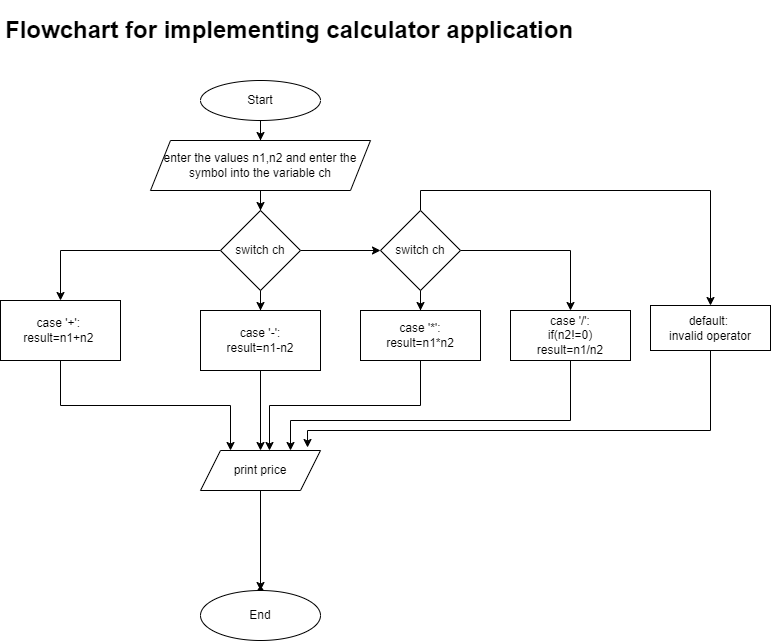 Flowchart for implementing calculator application
Start
enter the values n1,n2 and enter the
symbol into the variable ch
switch ch
switch ch
case '+':
result=n1+n2
case '-':
result=n1-n2
case '*':
result=n1*n2
case '/':
if(n2!=0)
result=n1/n2
default:
invalid operator
print price
End